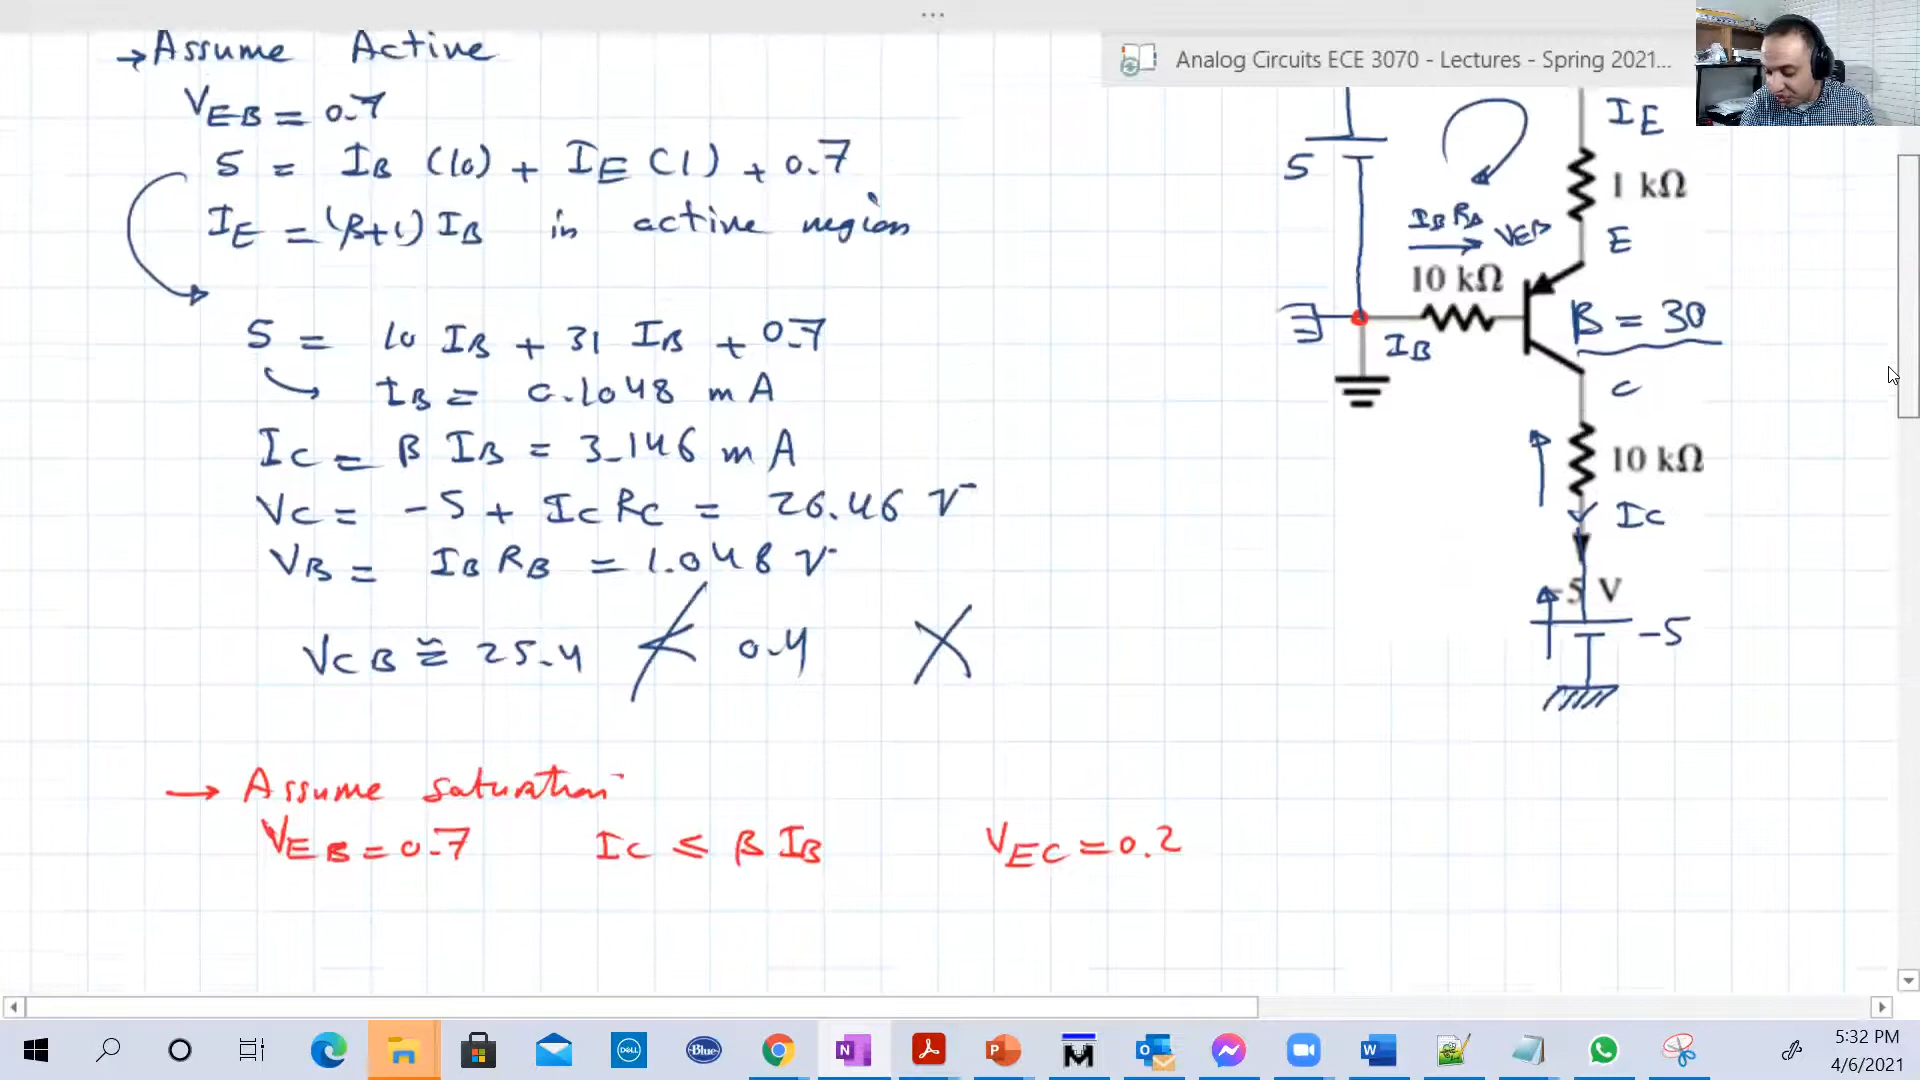 → Assume Active
VEB = 0.7
5 = IB (10) + IE (1) + 0.7
IE = (β+1) IB in active region
5 = 10 IB + 31 IB + 0.7
IB = 0.1048 mA
IC = β IB = 3.146 mA
VC = -5 + IC RC = 26.46 V
VB = IB RB = 1.048 V
VCB ≅ 25.4 < 0.4 X
→ Assume saturation
VEB = 0.7 IC ≤ β IB VEC = 0.2
Analog Circuits ECE 3070 - Lectures - Spring 2021...
IE
5
1 kΩ
IB RB
VEB
E
10 kΩ
β = 30
IB
C
10 kΩ
IC
-5 V
-5
DELL
Blue
N
P
W
5:32 PM
4/6/2021